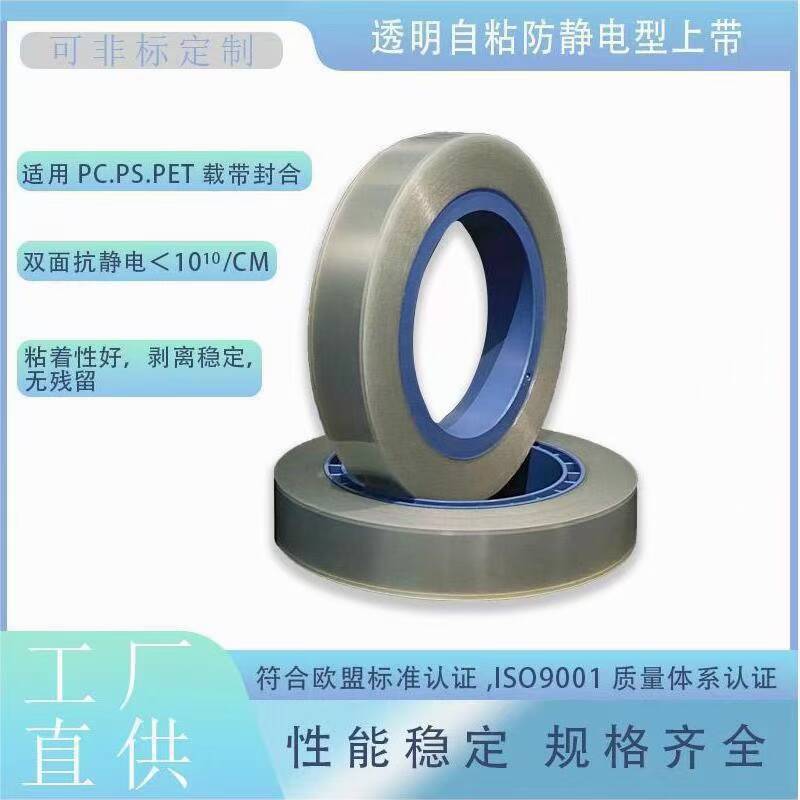 可非标定制
透明自粘防静电型上带
适用 PC.PS.PET 载带封合
双面抗静电＜10¹⁰/CM
粘着性好，剥离稳定,
无残留
工厂
直供
符合欧盟标准认证 ,ISO9001 质量体系认证
性能稳定 规格齐全